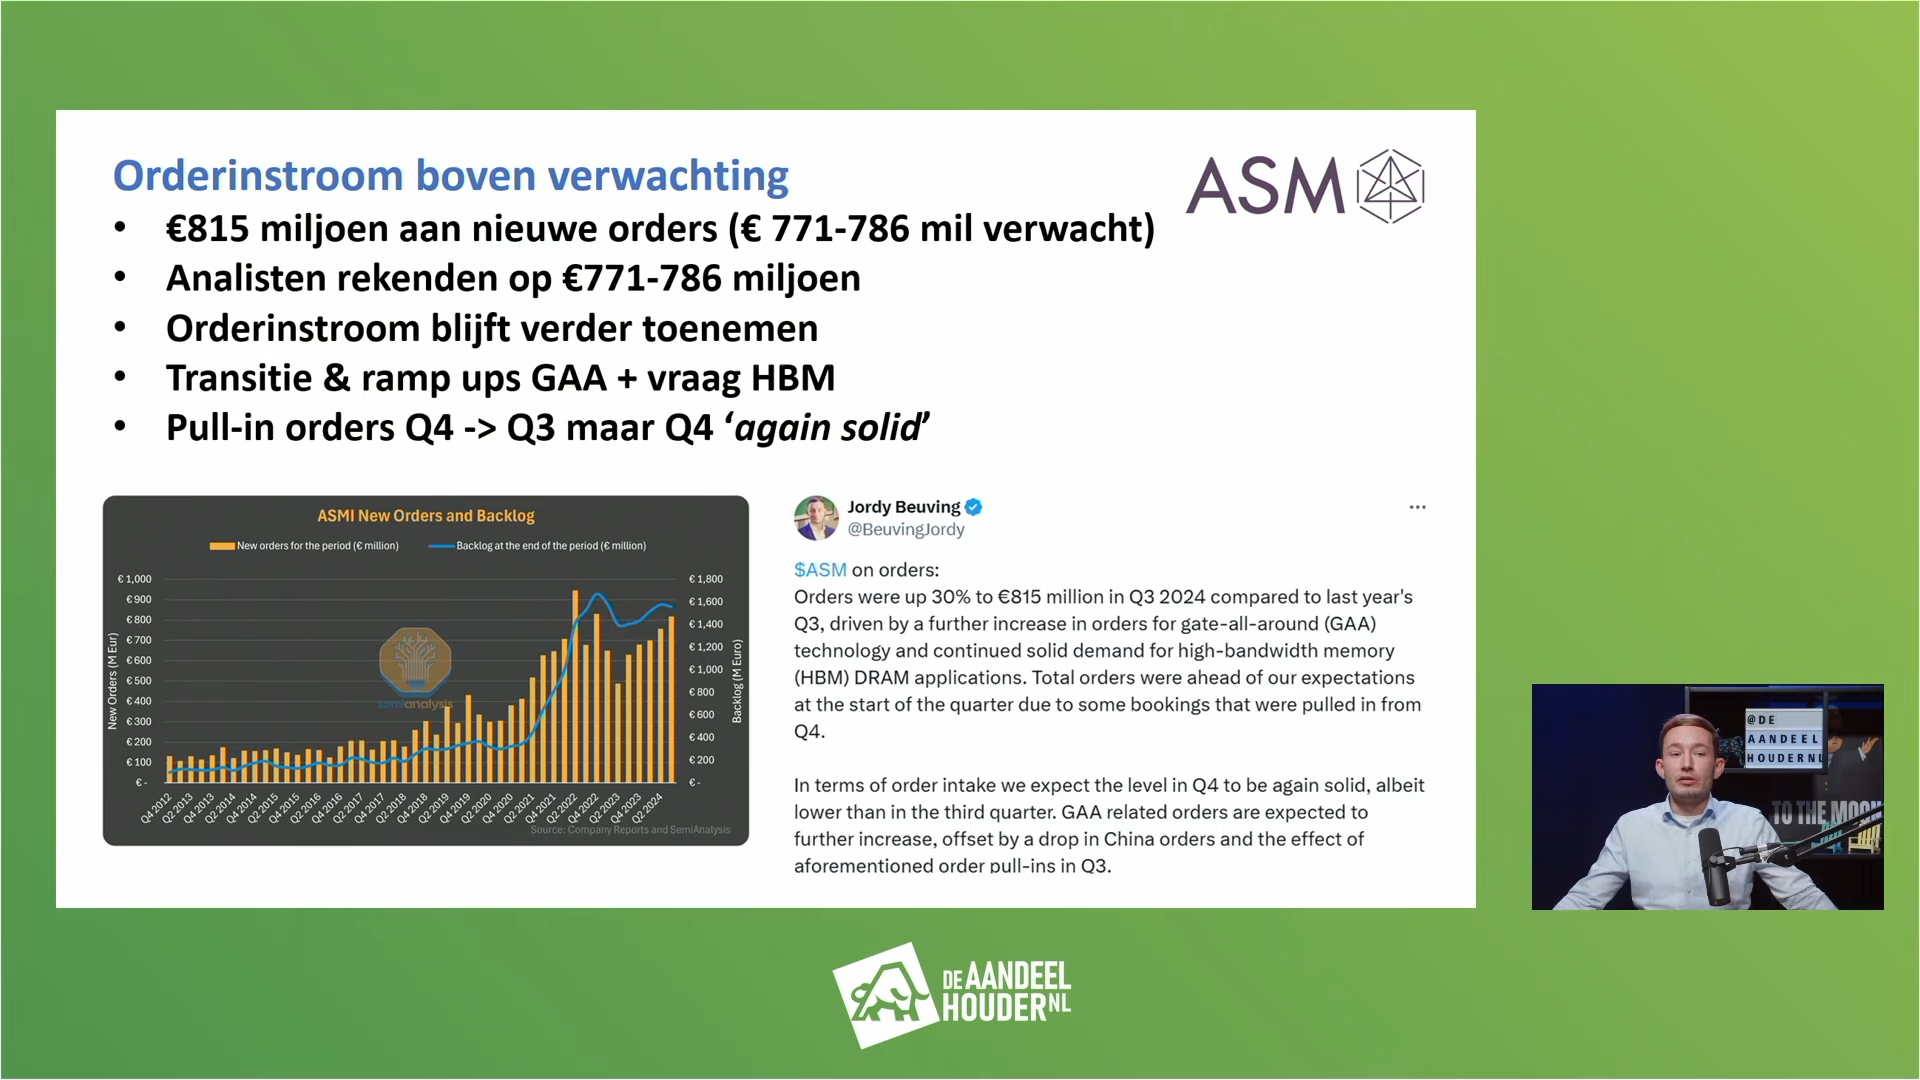 Orderinstroom boven verwachting
ASM
• €815 miljoen aan nieuwe orders (€ 771-786 mil verwacht)
• Analisten rekenden op €771-786 miljoen
• Orderinstroom blijft verder toenemen
• Transitie & ramp ups GAA + vraag HBM
• Pull-in orders Q4 -> Q3 maar Q4 ‘again solid’
ASMI New Orders and Backlog
New orders for the period (€ million)
Backlog at the end of the period (€ million)
New Orders (M Eur)
€ 1,000
€ 900
€ 800
€ 700
€ 600
€ 500
€ 400
€ 300
€ 200
€ 100
€ -
€ 1,800
€ 1,600
€ 1,400
€ 1,200
€ 1,000
€ 800
€ 600
€ 400
€ 200
€ -
Backlog (M Euro)
semianalysis
Q4 2012
Q2 2013
Q4 2013
Q2 2014
Q4 2014
Q2 2015
Q4 2015
Q2 2016
Q4 2016
Q2 2017
Q4 2017
Q2 2018
Q4 2018
Q2 2019
Q4 2019
Q2 2020
Q4 2020
Q2 2021
Q4 2021
Q2 2022
Q4 2022
Q2 2023
Q4 2023
Q2 2024
Source: Company Reports and SemiAnalysis
Jordy Beuving
@BeuvingJordy
$ASM on orders:
Orders were up 30% to €815 million in Q3 2024 compared to last year's
Q3, driven by a further increase in orders for gate-all-around (GAA)
technology and continued solid demand for high-bandwidth memory
(HBM) DRAM applications. Total orders were ahead of our expectations
at the start of the quarter due to some bookings that were pulled in from
Q4.
In terms of order intake we expect the level in Q4 to be again solid, albeit
lower than in the third quarter. GAA related orders are expected to
further increase, offset by a drop in China orders and the effect of
aforementioned order pull-ins in Q3.
@DE
AANDEEL
HOUDERNL
TO THE MOON
DE AANDEEL
HOUDER NL